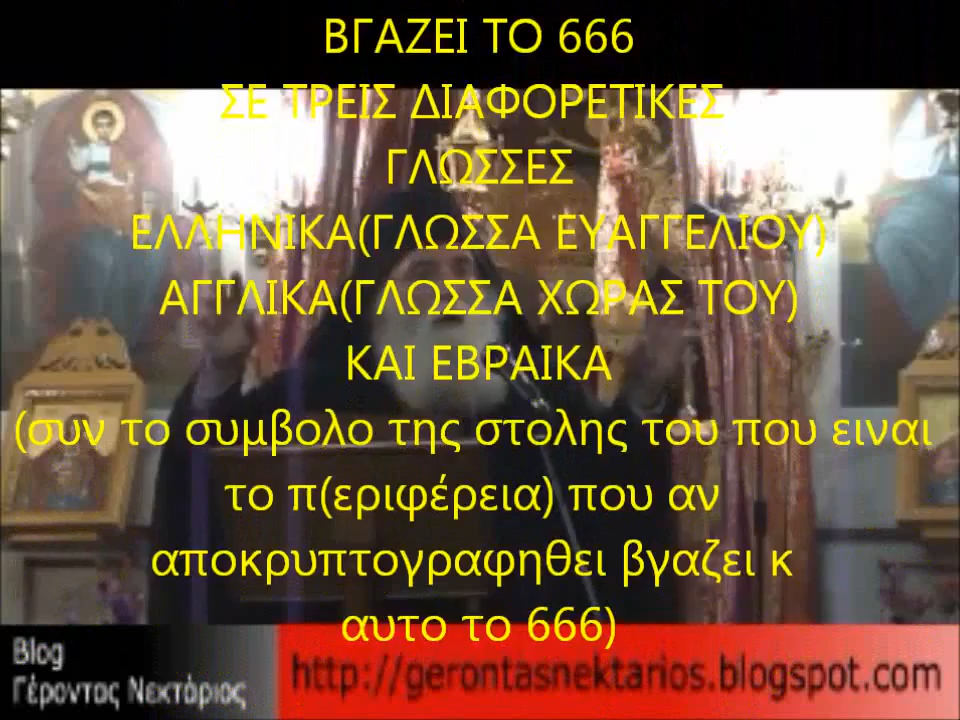 ΒΓΑΖΕΙ ΤΟ 666
ΣΕ ΤΡΕΙΣ ΔΙΑΦΟΡΕΤΙΚΕΣ
ΓΛΩΣΣΕΣ
ΕΛΛΗΝΙΚΑ(ΓΛΩΣΣΑ ΕΥΑΓΓΕΛΙΟΥ)
ΑΓΓΛΙΚΑ(ΓΛΩΣΣΑ ΧΩΡΑΣ ΤΟΥ)
ΚΑΙ ΕΒΡΑΙΚΑ
(συν το συμβολο της στολης του που ειναι
το π(εριφέρεια) που αν
αποκρυπτογραφηθει βγαζει κ
αυτο το 666)
Blog
Γέροντας Νεκτάριος
http://gerontasnektarios.blogspot.com